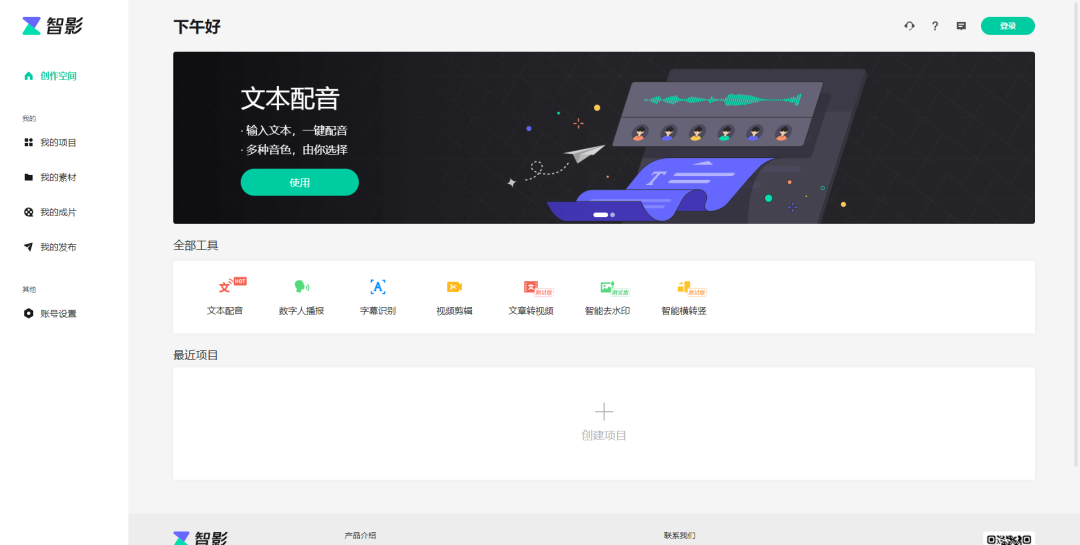 智影
下午好
?
登录
创作空间
我的
我的项目
我的素材
我的成片
我的发布
其他
账号设置
文本配音
· 输入文本，一键配音
· 多种音色，由你选择
使用
T
全部工具
文
HOT
A
文
测试版
测试版
测试版
文本配音
数字人播报
字幕识别
视频剪辑
文章转视频
智能去水印
智能横转竖
最近项目
创建项目
智影
产品介绍
联系我们